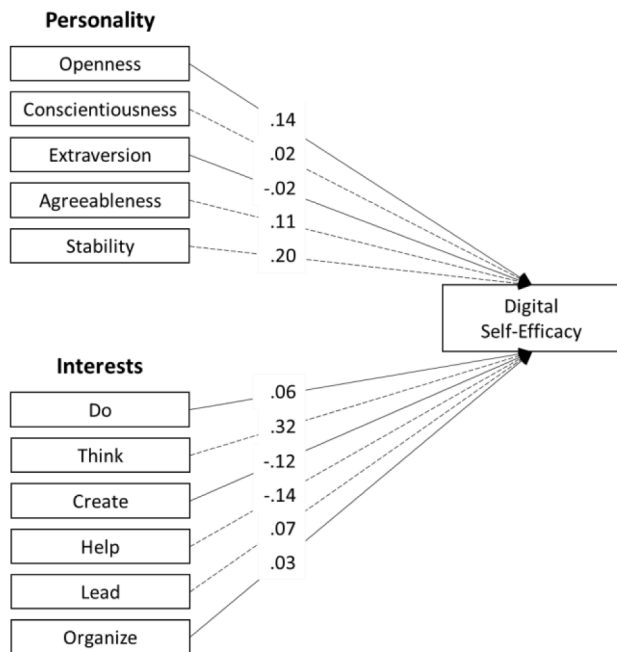 Personality
Openness
Conscientiousness
Extraversion
Agreeableness
Stability
.14
.02
-.02
.11
.20
Digital
Self-Efficacy
Interests
Do
Think
Create
Help
Lead
Organize
.06
.32
-.12
-.14
.07
.03